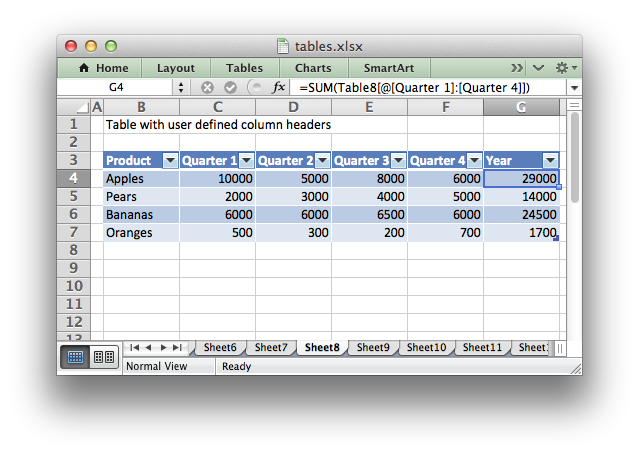 tables.xlsx
Home Layout Tables Charts SmartArt
G4 fx =SUM(Table8[@[Quarter 1]:[Quarter 4]])
A B C D E F G
1 Table with user defined column headers
2
3 Product Quarter 1 Quarter 2 Quarter 3 Quarter 4 Year
4 Apples 10000 5000 8000 6000 29000
5 Pears 2000 3000 4000 5000 14000
6 Bananas 6000 6000 6500 6000 24500
7 Oranges 500 300 200 700 1700
8
9
10
11
12
13
Sheet6 Sheet7 Sheet8 Sheet9 Sheet10 Sheet11 Sheet
Normal View Ready